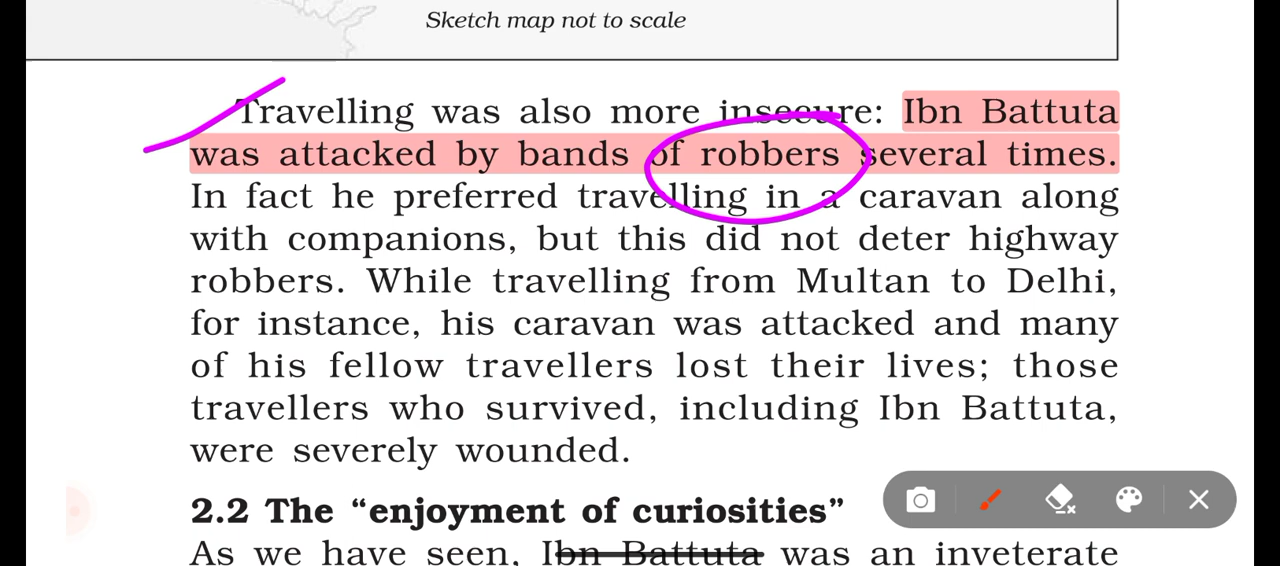 Sketch map not to scale
Travelling was also more insecure: Ibn Battuta
was attacked by bands of robbers several times.
In fact he preferred travelling in a caravan along
with companions, but this did not deter highway
robbers. While travelling from Multan to Delhi,
for instance, his caravan was attacked and many
of his fellow travellers lost their lives; those
travellers who survived, including Ibn Battuta,
were severely wounded.
2.2 The “enjoyment of curiosities”
As we have seen, Ibn Battuta was an inveterate